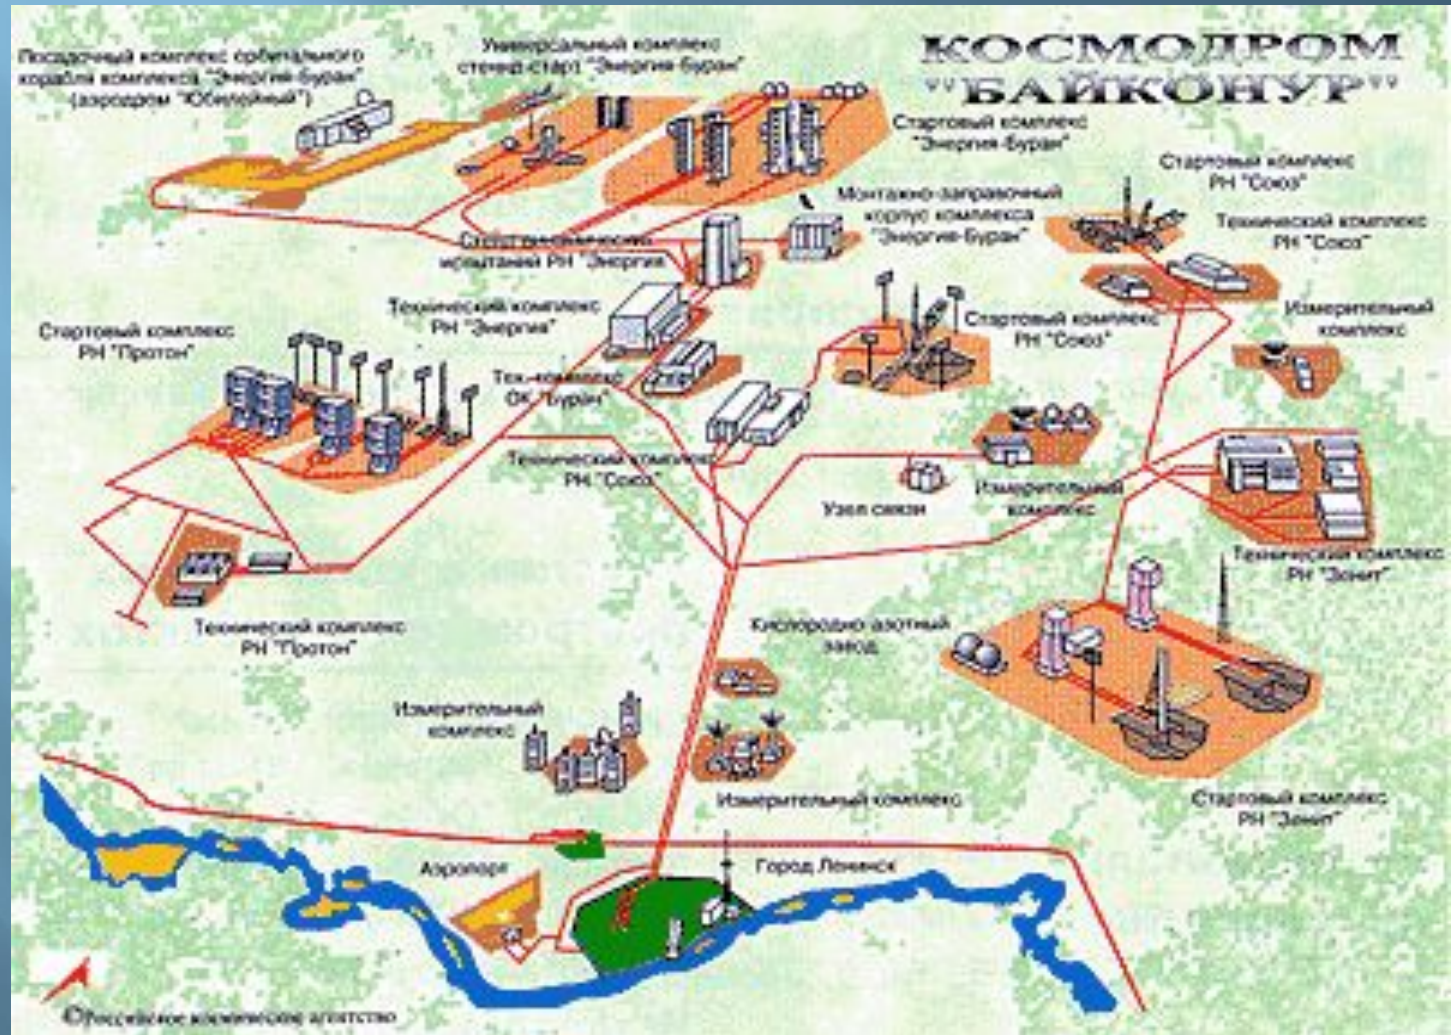 КОСМОДРОМ
"БАЙКОНУР"
Посадочный комплекс орбитального
корабля комплекса "Энергия-Буран"
(аэродром "Юбилейный")
Универсальный комплекс
стенд-старт "Энергия-Буран"
Стартовый комплекс
"Энергия-Буран"
Стартовый комплекс
РН "Союз"
Монтажно-заправочный
корпус комплекса
"Энергия-Буран"
Технический комплекс
РН "Союз"
динамических
испытаний РН "Энергия
Технический комплекс
РН "Энергия"
Измерительный
комплекс
Стартовый комплекс
РН "Протон"
Стартовый комплекс
РН "Союз"
Тех. комплекс
ОК "Буран"
Технический комплекс
РН "Союз"
Узел связи
Измерительный
комплекс
Технический комплекс
РН "Зенит"
Технический комплекс
РН "Протон"
Кислородно-азотный
завод
Измерительный
комплекс
Измерительный комплекс
Стартовый комплекс
РН "Зенит"
Аэропорт
Город Ленинск
©Российское космическое агентство